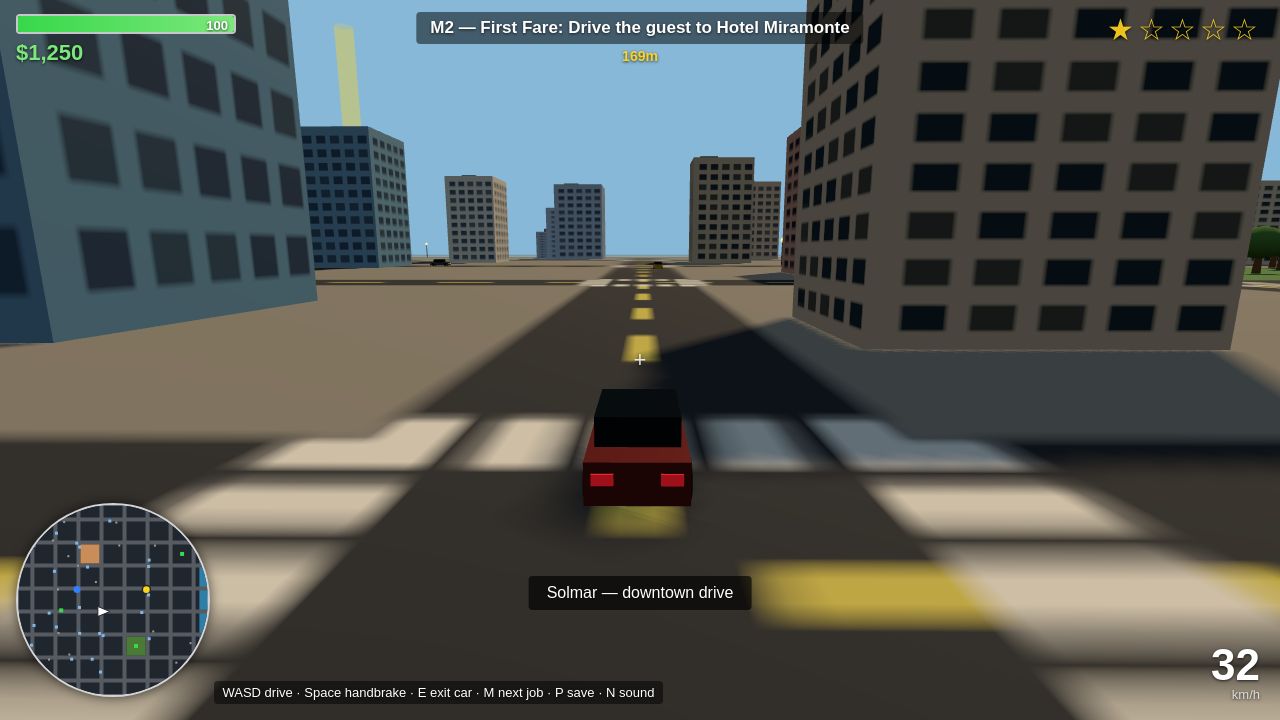 100
$1,250
M2 — First Fare: Drive the guest to Hotel Miramonte
169m
Solmar — downtown drive
WASD drive · Space handbrake · E exit car · M next job · P save · N sound
32
km/h